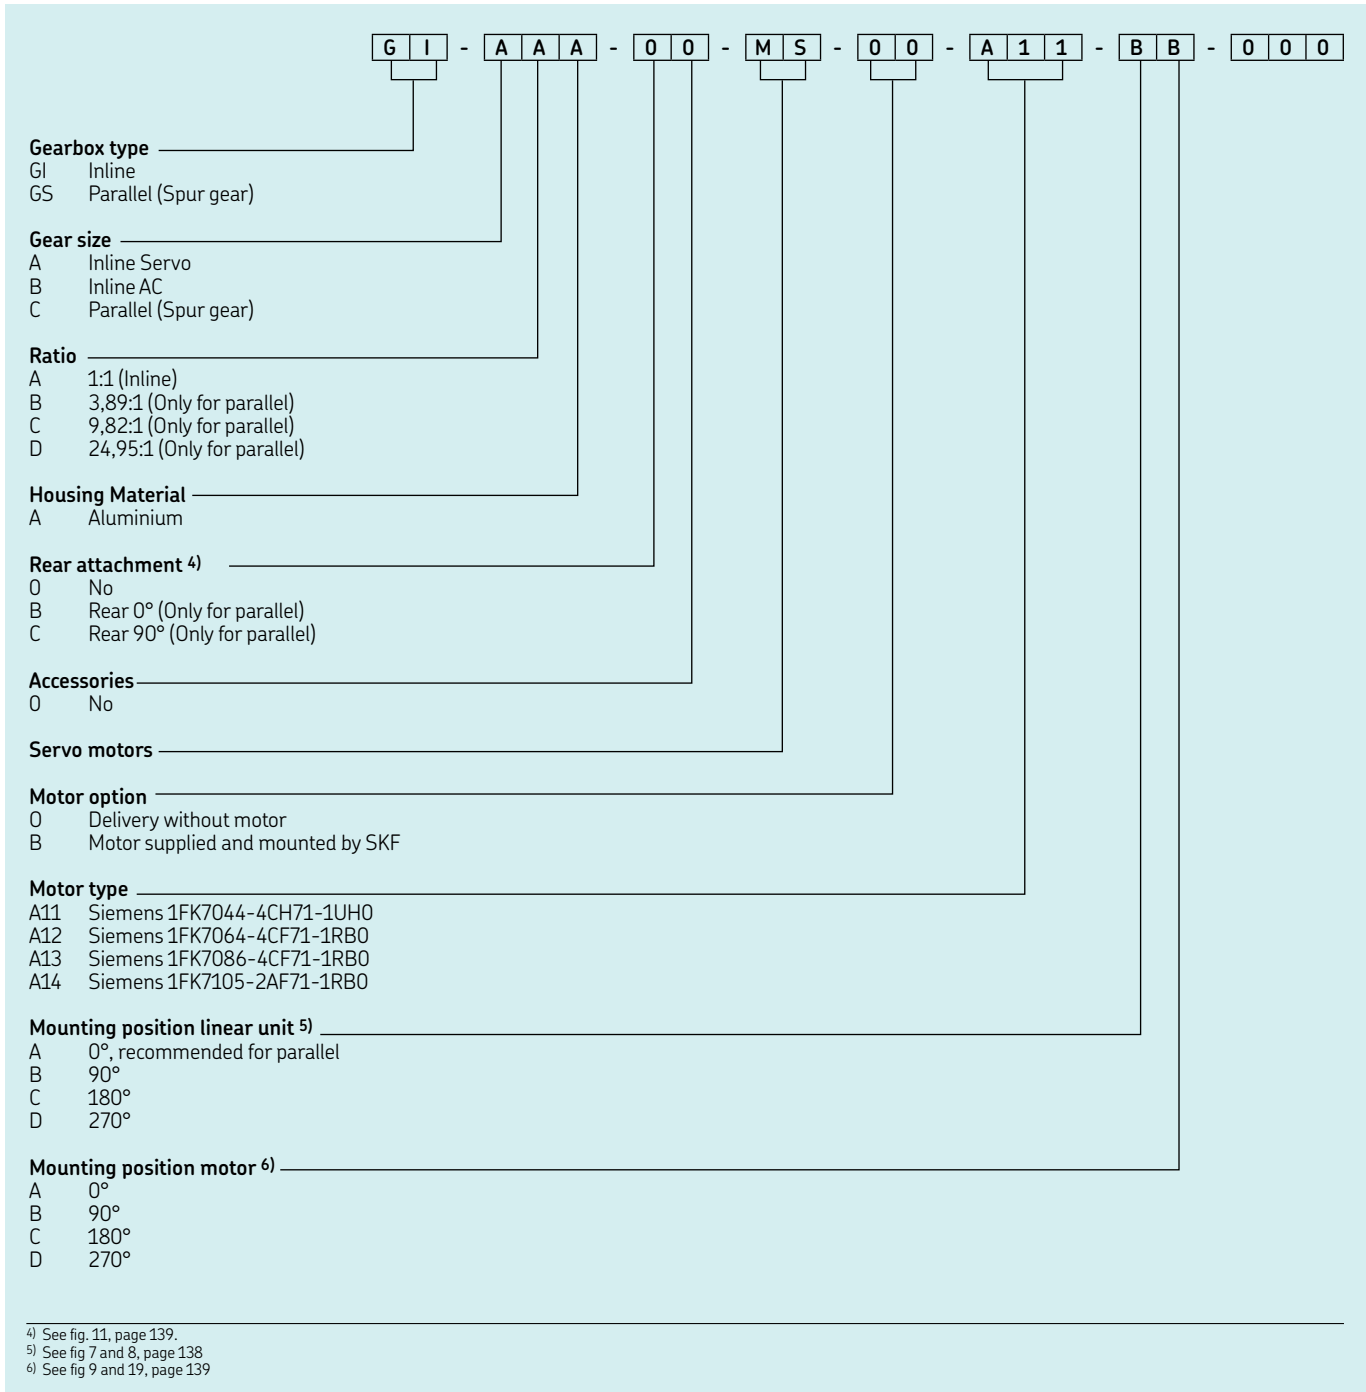 G I - A A A - 0 0 - M S - 0 0 - A 1 1 - B B - 0 0 0
Gearbox type
GI Inline
GS Parallel (Spur gear)
Gear size
A Inline Servo
B Inline AC
C Parallel (Spur gear)
Ratio
A 1:1 (Inline)
B 3,89:1 (Only for parallel)
C 9,82:1 (Only for parallel)
D 24,95:1 (Only for parallel)
Housing Material
A Aluminium
Rear attachment 4)
0 No
B Rear 0° (Only for parallel)
C Rear 90° (Only for parallel)
Accessories
0 No
Servo motors
Motor option
O Delivery without motor
B Motor supplied and mounted by SKF
Motor type
A11 Siemens 1FK7044-4CH71-1UH0
A12 Siemens 1FK7064-4CF71-1RB0
A13 Siemens 1FK7086-4CF71-1RB0
A14 Siemens 1FK7105-2AF71-1RB0
Mounting position linear unit 5)
A 0°, recommended for parallel
B 90°
C 180°
D 270°
Mounting position motor 6)
A 0°
B 90°
C 180°
D 270°
4) See fig. 11, page 139.
5) See fig 7 and 8, page 138
6) See fig 9 and 19, page 139